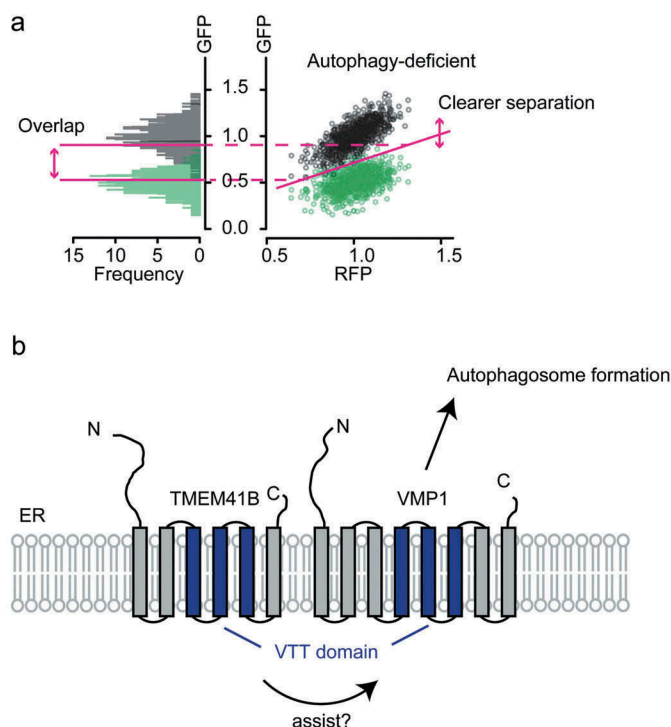 a
GFP
GFP
Autophagy-deficient
1.5
Clearer separation
Overlap
1.0
0.5
0.0
15 10 5 0
0.5 1.0 1.5
Frequency
RFP
b
Autophagosome formation
N
N
TMEM41B
C
VMP1
C
ER
VTT domain
assist?